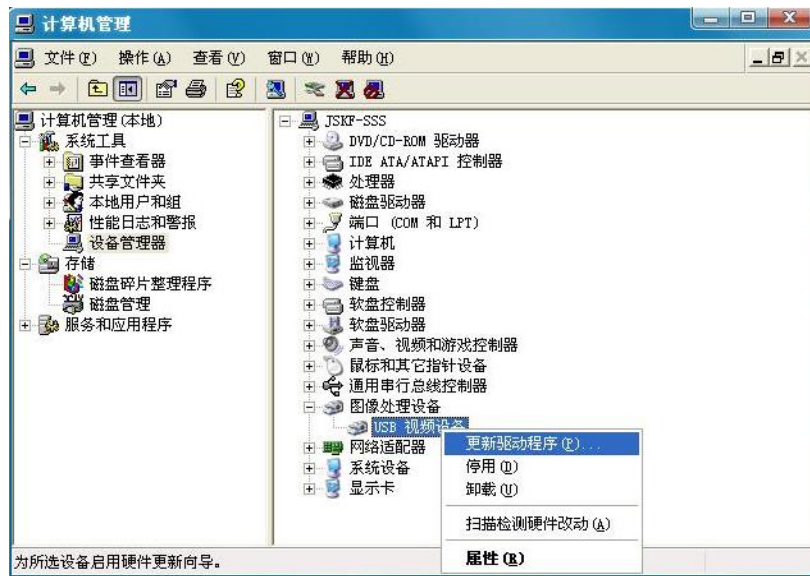 计算机管理
文件(F) 操作(A) 查看(V) 窗口(W) 帮助(H)
计算机管理(本地)
系统工具
事件查看器
共享文件夹
本地用户和组
性能日志和警报
设备管理器
存储
磁盘碎片整理程序
磁盘管理
服务和应用程序
JSKF-SSS
DVD/CD-ROM 驱动器
IDE ATA/ATAPI 控制器
处理器
磁盘驱动器
端口 (COM 和 LPT)
计算机
监视器
键盘
软盘控制器
软盘驱动器
声音、视频和游戏控制器
鼠标和其它指针设备
通用串行总线控制器
图像处理设备
USB 视频设备
网络适配器
系统设备
显示卡
更新驱动程序(P)...
停用(D)
卸载(U)
扫描检测硬件改动(A)
属性(R)
为所选设备启用硬件更新向导。